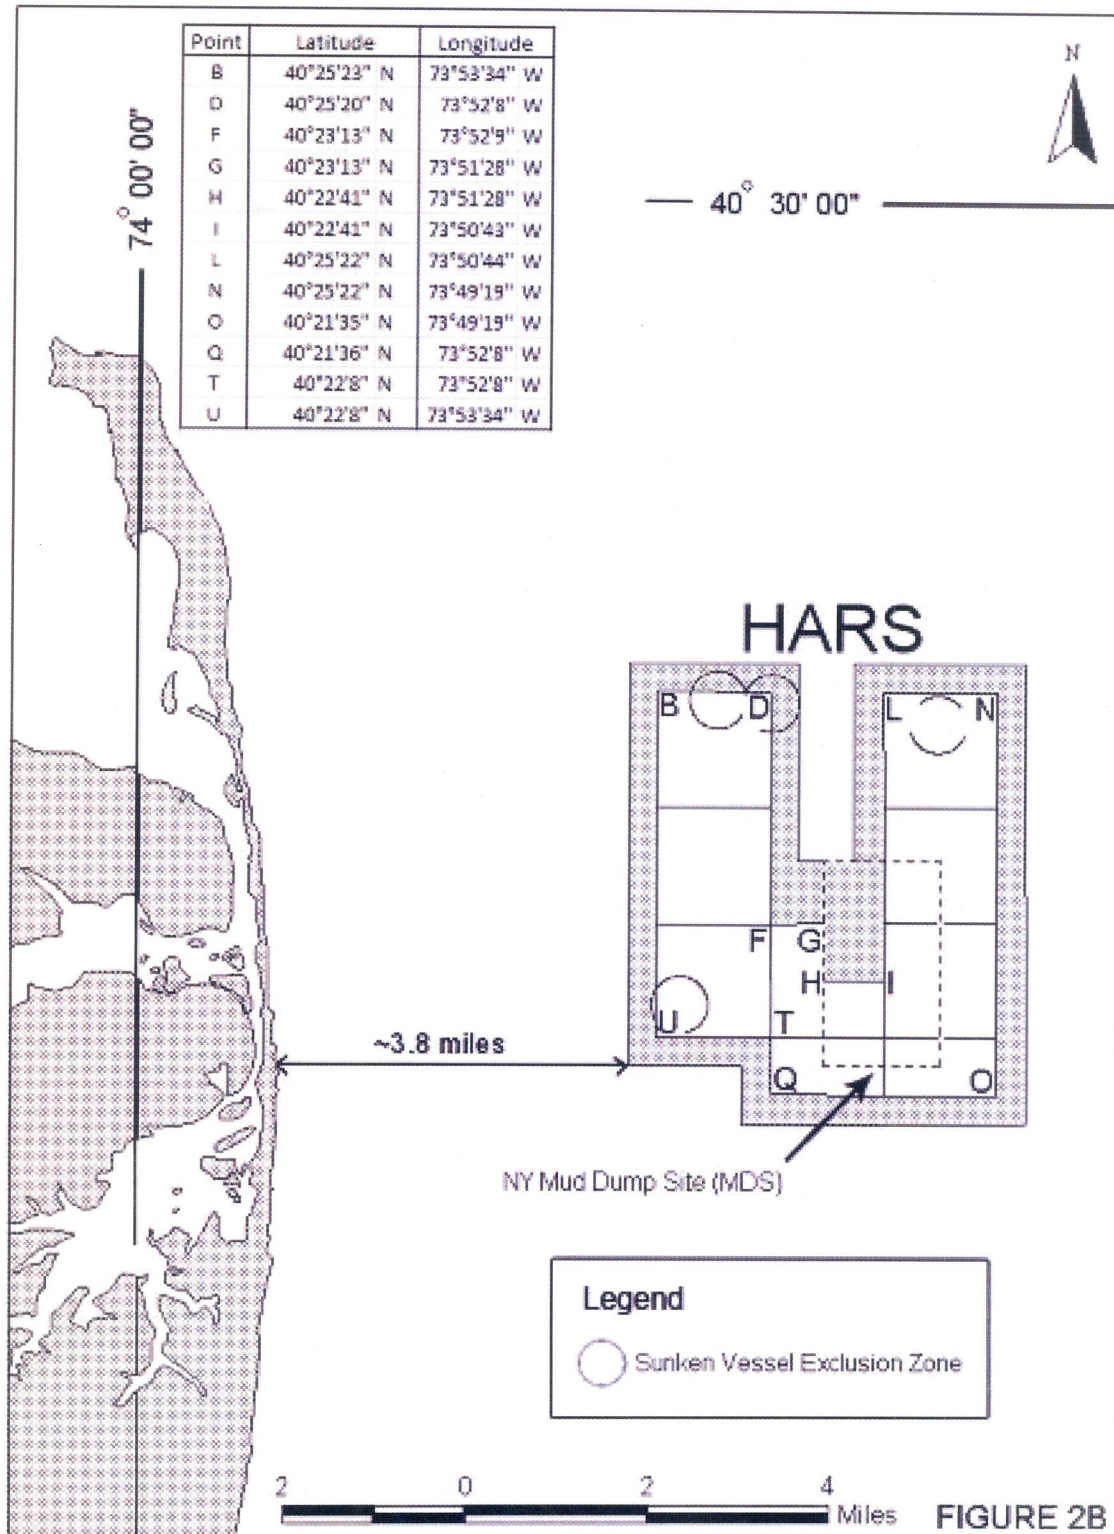 Point Latitude Longitude
B 40°25'23" N 73°53'34" W
D 40°25'20" N 73°52'8" W
F 40°23'13" N 73°52'9" W
G 40°23'13" N 73°51'28" W
H 40°22'41" N 73°51'28" W
I 40°22'41" N 73°50'43" W
L 40°25'22" N 73°50'44" W
N 40°25'22" N 73°49'19" W
O 40°21'35" N 73°49'19" W
Q 40°21'36" N 73°52'8" W
T 40°22'8" N 73°52'8" W
U 40°22'8" N 73°53'34" W
N
74° 00' 00"
40° 30' 00"
HARS
B D L N
F G
H I
U T
~3.8 miles
Q O
NY Mud Dump Site (MDS)
Legend
Sunken Vessel Exclusion Zone
2 0 2 4
Miles
FIGURE 2B